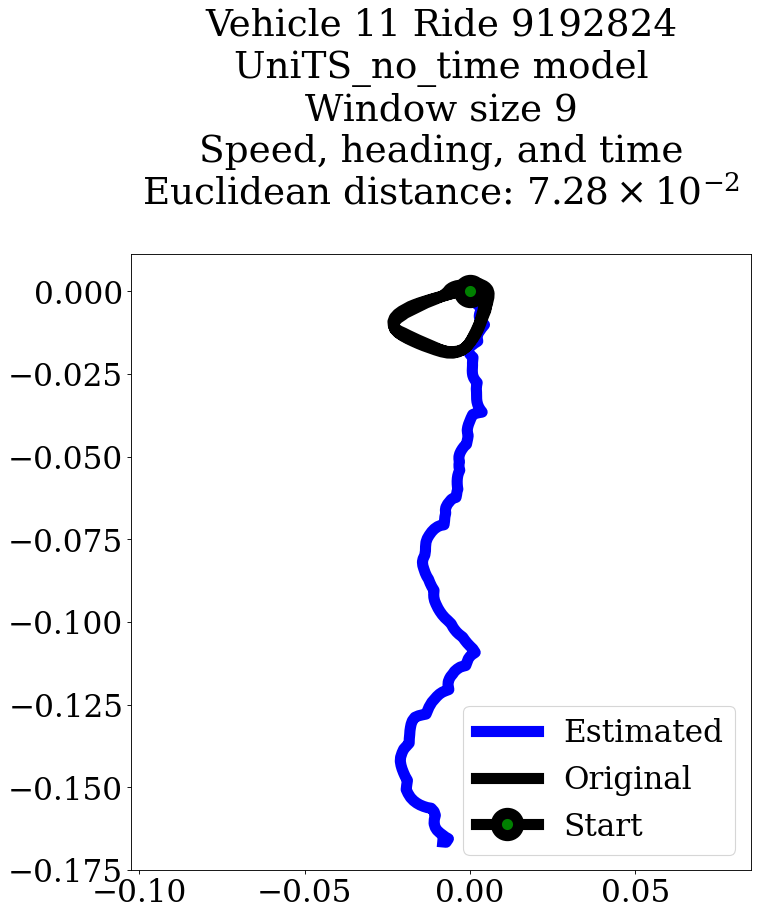 Vehicle 11 Ride 9192824
UniTS_no_time model
Window size 9
Speed, heading, and time
Euclidean distance: 7.28 × 10⁻²
0.000
−0.025
−0.050
−0.075
−0.100
−0.125
−0.150
−0.175
Estimated
Original
Start
−0.10 −0.05 0.00 0.05